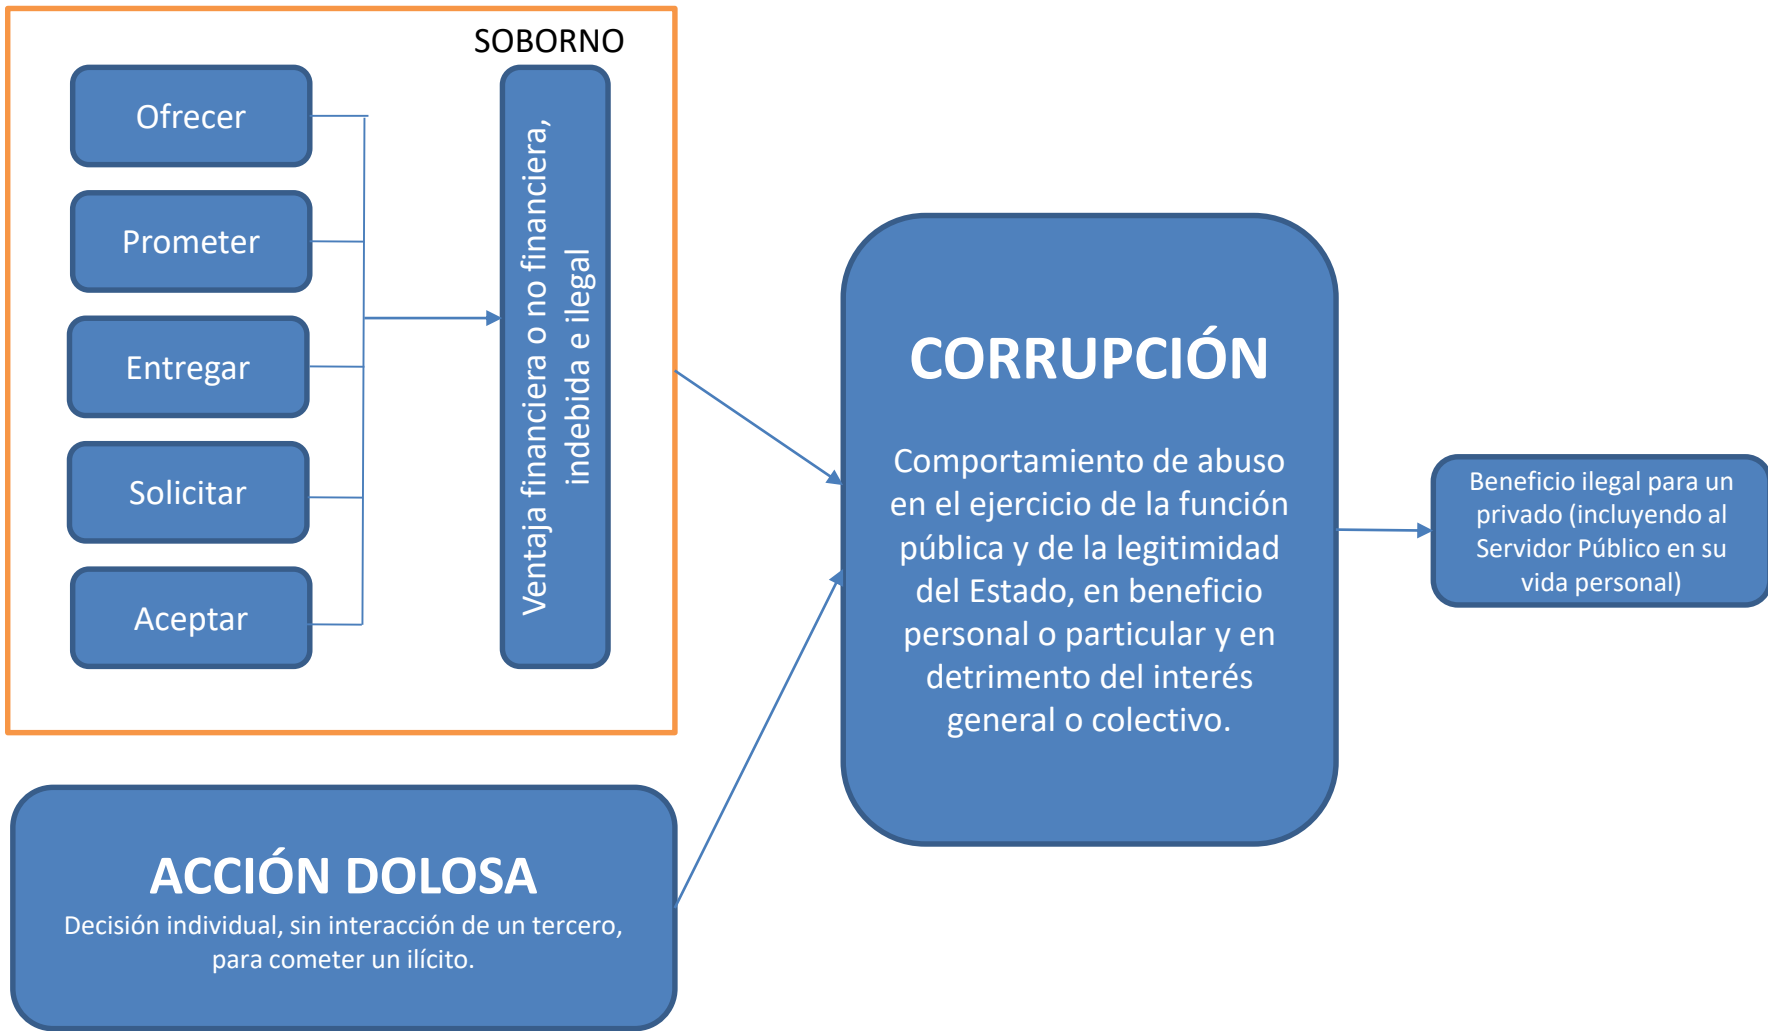 SOBORNO
Ofrecer
Prometer
Entregar
Solicitar
Aceptar
Ventaja financiera o no financiera,
indebida e ilegal
CORRUPCIÓN
Comportamiento de abuso
en el ejercicio de la función
pública y de la legitimidad
del Estado, en beneficio
personal o particular y en
detrimento del interés
general o colectivo.
Beneficio ilegal para un
privado (incluyendo al
Servidor Público en su
vida personal)
ACCIÓN DOLOSA
Decisión individual, sin interacción de un tercero,
para cometer un ilícito.